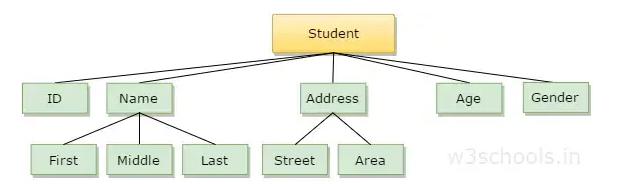 Student
ID Name Address Age Gender
First Middle Last Street Area
w3schools.in